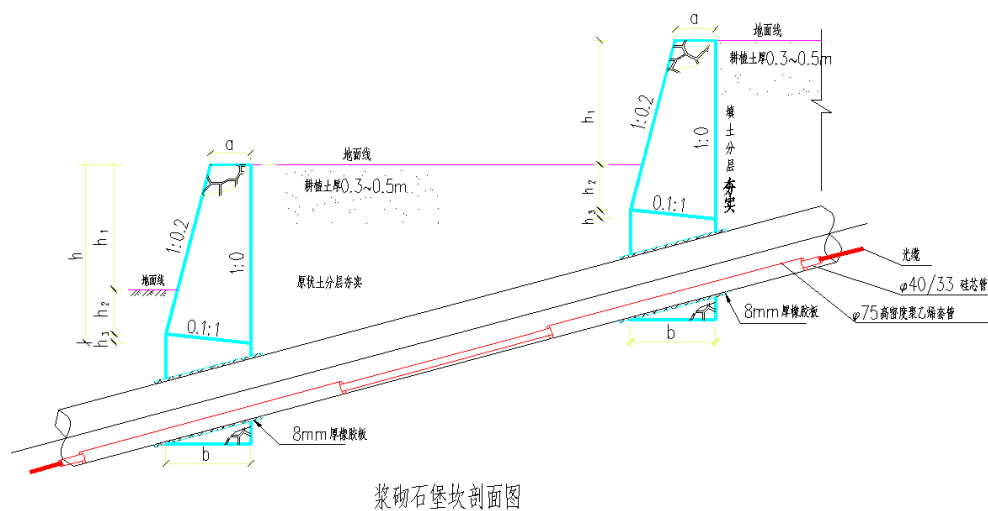 a
地面线
耕植土厚0.3~0.5m
h₁
1:0.2
1:0
填土分层夯实
a
地面线
耕植土厚0.3~0.5m
h₂
h₃
0.1:1
h
h₁
1:0.2
1:0
地面线
原状土分层夯实
光缆
φ40/33 硅芯管
h₂
8mm厚橡胶板
φ75高密度聚乙烯套管
0.1:1
h₃
b
8mm厚橡胶板
b
浆砌石堡坎剖面图